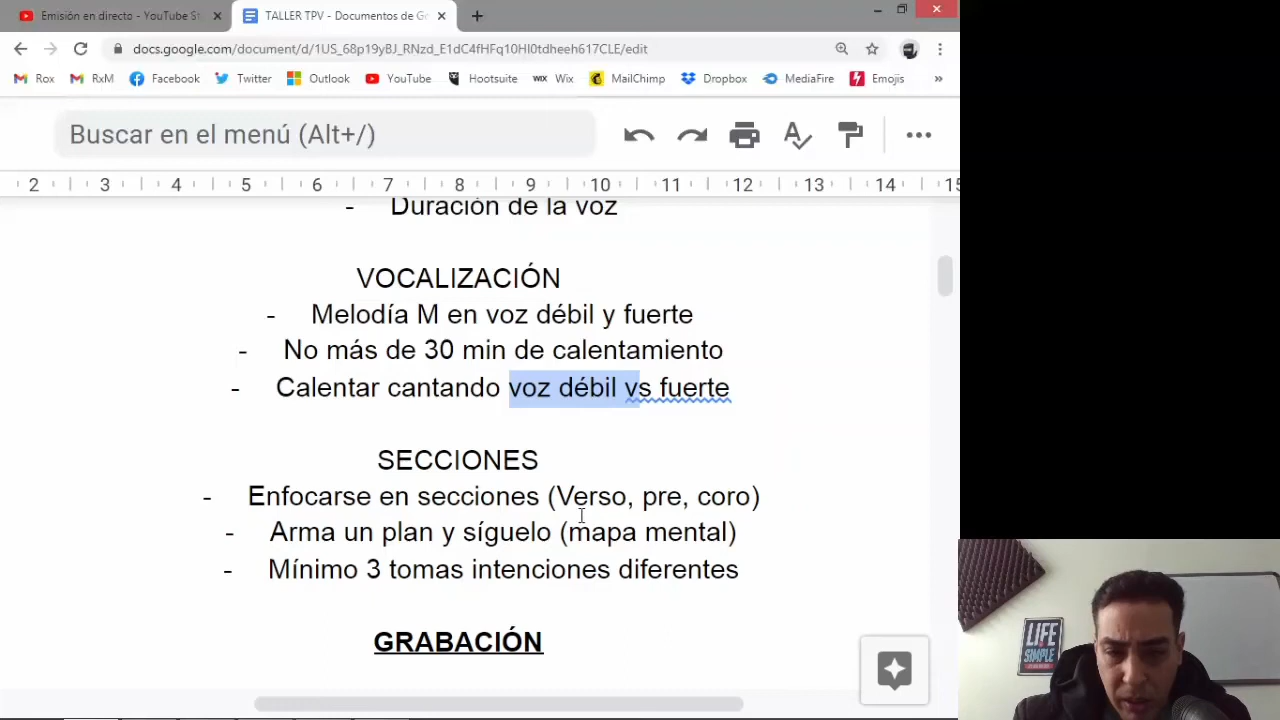 Emisión en directo - YouTube St
TALLER TPV - Documentos de Go
docs.google.com/document/d/1US_68p19yBJ_RNzd_E1dC4fHFq10HI0tdheeh617CLE/edit
Rox
RxM
Facebook
Twitter
Outlook
YouTube
Hootsuite
WIX Wix
MailChimp
Dropbox
MediaFire
Emojis
»
Buscar en el menú (Alt+/)
2 3 4 5 6 7 8 9 10 11 12 13 14 15
- Duración de la voz
VOCALIZACIÓN
- Melodía M en voz débil y fuerte
- No más de 30 min de calentamiento
- Calentar cantando voz débil vs fuerte
SECCIONES
- Enfocarse en secciones (Verso, pre, coro)
- Arma un plan y síguelo (mapa mental)
- Mínimo 3 tomas intenciones diferentes
GRABACIÓN
LIFE
SIMPLE